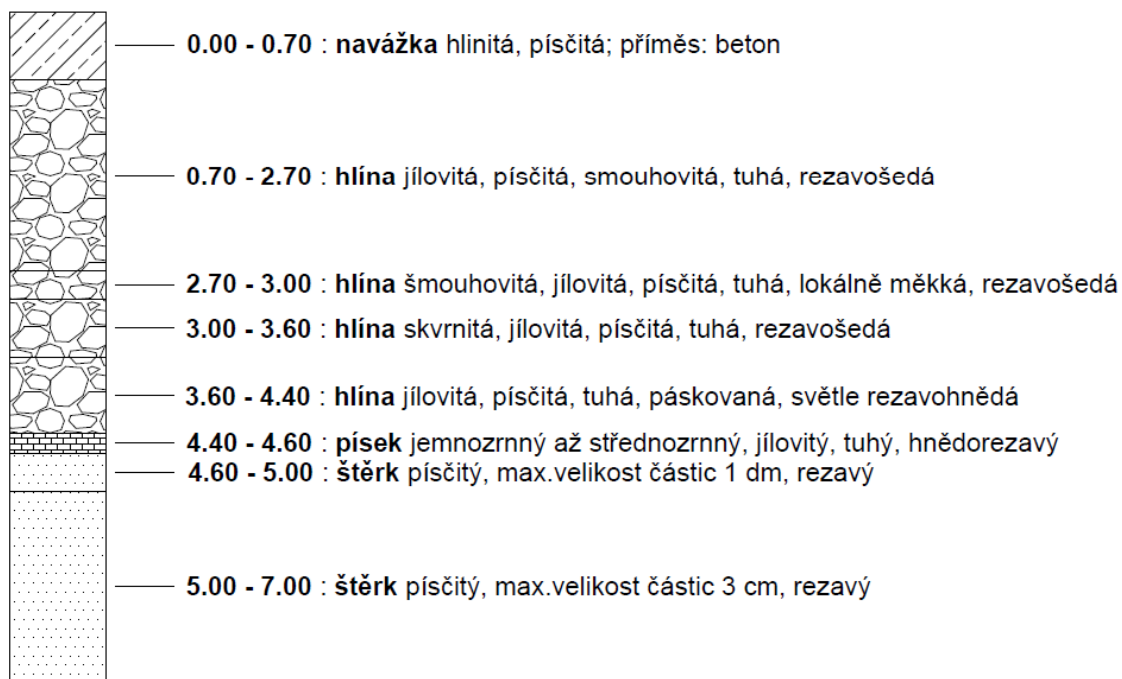 0.00 - 0.70 : navážka hlinitá, písčitá; příměs: beton
0.70 - 2.70 : hlína jílovitá, písčitá, smouhovitá, tuhá, rezavošedá
2.70 - 3.00 : hlína šmouhovitá, jílovitá, písčitá, tuhá, lokálně měkká, rezavošedá
3.00 - 3.60 : hlína skvrnitá, jílovitá, písčitá, tuhá, rezavošedá
3.60 - 4.40 : hlína jílovitá, písčitá, tuhá, páskovaná, světle rezavohnědá
4.40 - 4.60 : písek jemnozrnný až střednozrnný, jílovitý, tuhý, hnědorezavý
4.60 - 5.00 : štěrk písčitý, max.velikost částic 1 dm, rezavý
5.00 - 7.00 : štěrk písčitý, max.velikost částic 3 cm, rezavý